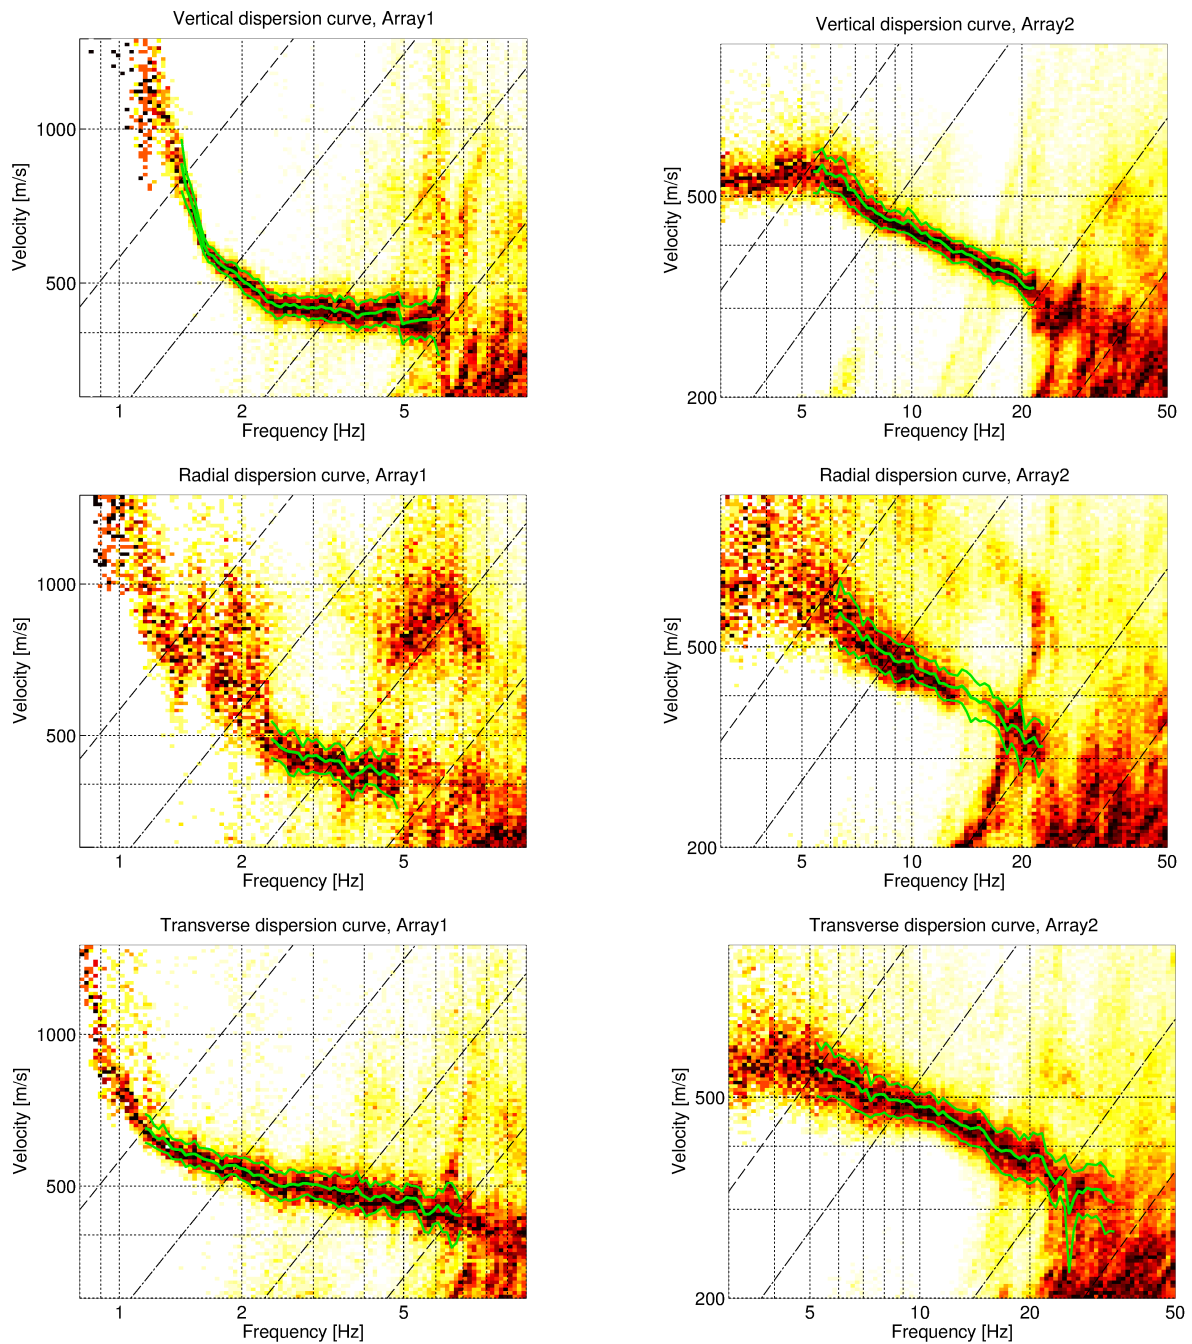 Vertical dispersion curve, Array1
Velocity [m/s]
1000
500
1
2
5
Frequency [Hz]
Vertical dispersion curve, Array2
Velocity [m/s]
500
200
5
10
20
50
Frequency [Hz]
Radial dispersion curve, Array1
Velocity [m/s]
1000
500
1
2
5
Frequency [Hz]
Radial dispersion curve, Array2
Velocity [m/s]
500
200
5
10
20
50
Frequency [Hz]
Transverse dispersion curve, Array1
Velocity [m/s]
1000
500
1
2
5
Frequency [Hz]
Transverse dispersion curve, Array2
Velocity [m/s]
500
200
5
10
20
50
Frequency [Hz]